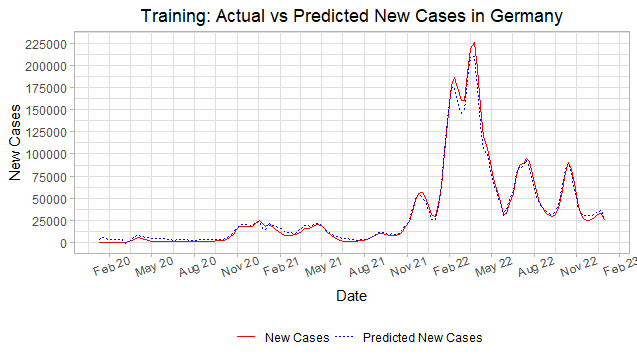 Training: Actual vs Predicted New Cases in Germany
225000
200000
175000
150000
125000
100000
75000
50000
25000
0
New Cases
Feb 20 May 20 Aug 20 Nov 20 Feb 21 May 21 Aug 21 Nov 21 Feb 22 May 22 Aug 22 Nov 22 Feb 23
Date
New Cases Predicted New Cases